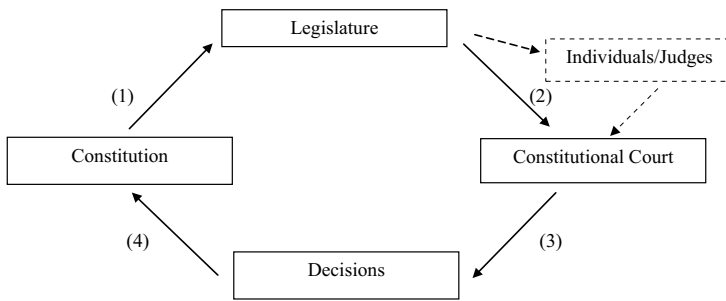 Legislature
Individuals/Judges
(1)
(2)
Constitution
Constitutional Court
(4)
(3)
Decisions